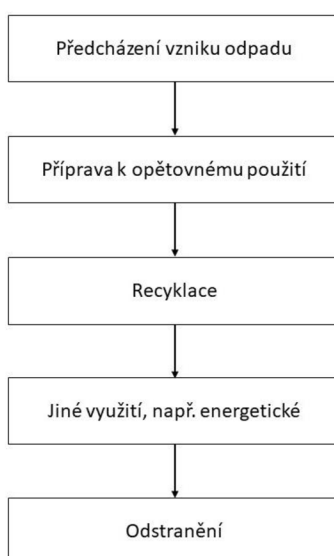 Předcházení vzniku odpadu
Příprava k opětovnému použití
Recyklace
Jiné využití, např. energetické
Odstranění